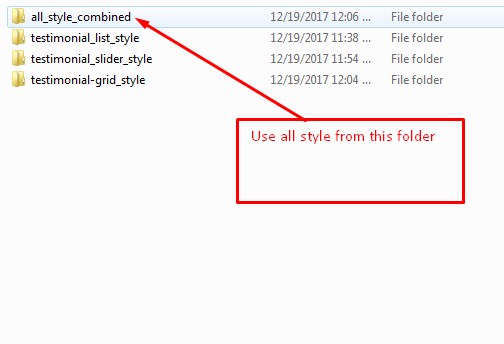 all_style_combined 12/19/2017 12:06 ... File folder
testimonial_list_style 12/19/2017 11:38 ... File folder
testimonial_slider_style 12/19/2017 11:54 ... File folder
testimonial-grid_style 12/19/2017 12:04 ... File folder
Use all style from this folder